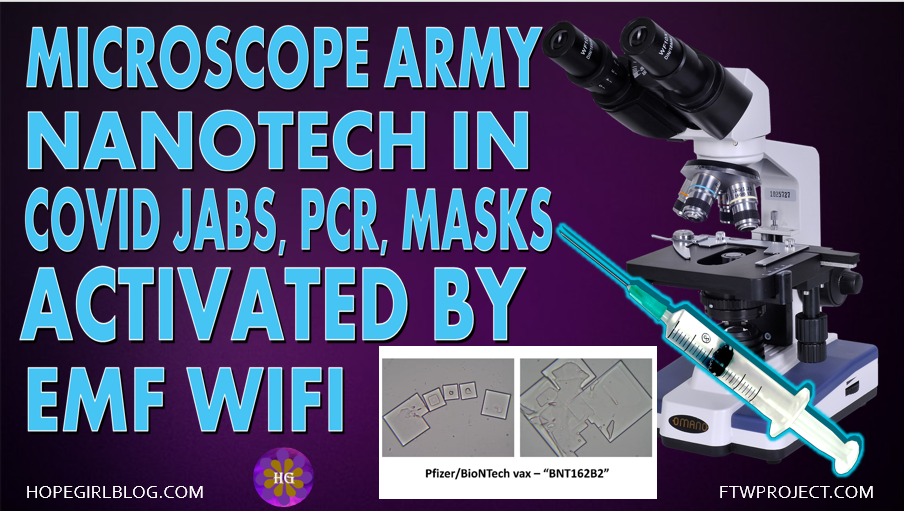 MICROSCOPE ARMY
NANOTECH IN
COVID JABS, PCR, MASKS
ACTIVATED BY
EMF WIFI
Pfizer/BioNTech vax – “BNT162B2”
HG
HOPEGIRLBLOG.COM
FTWPROJECT.COM
OMANO